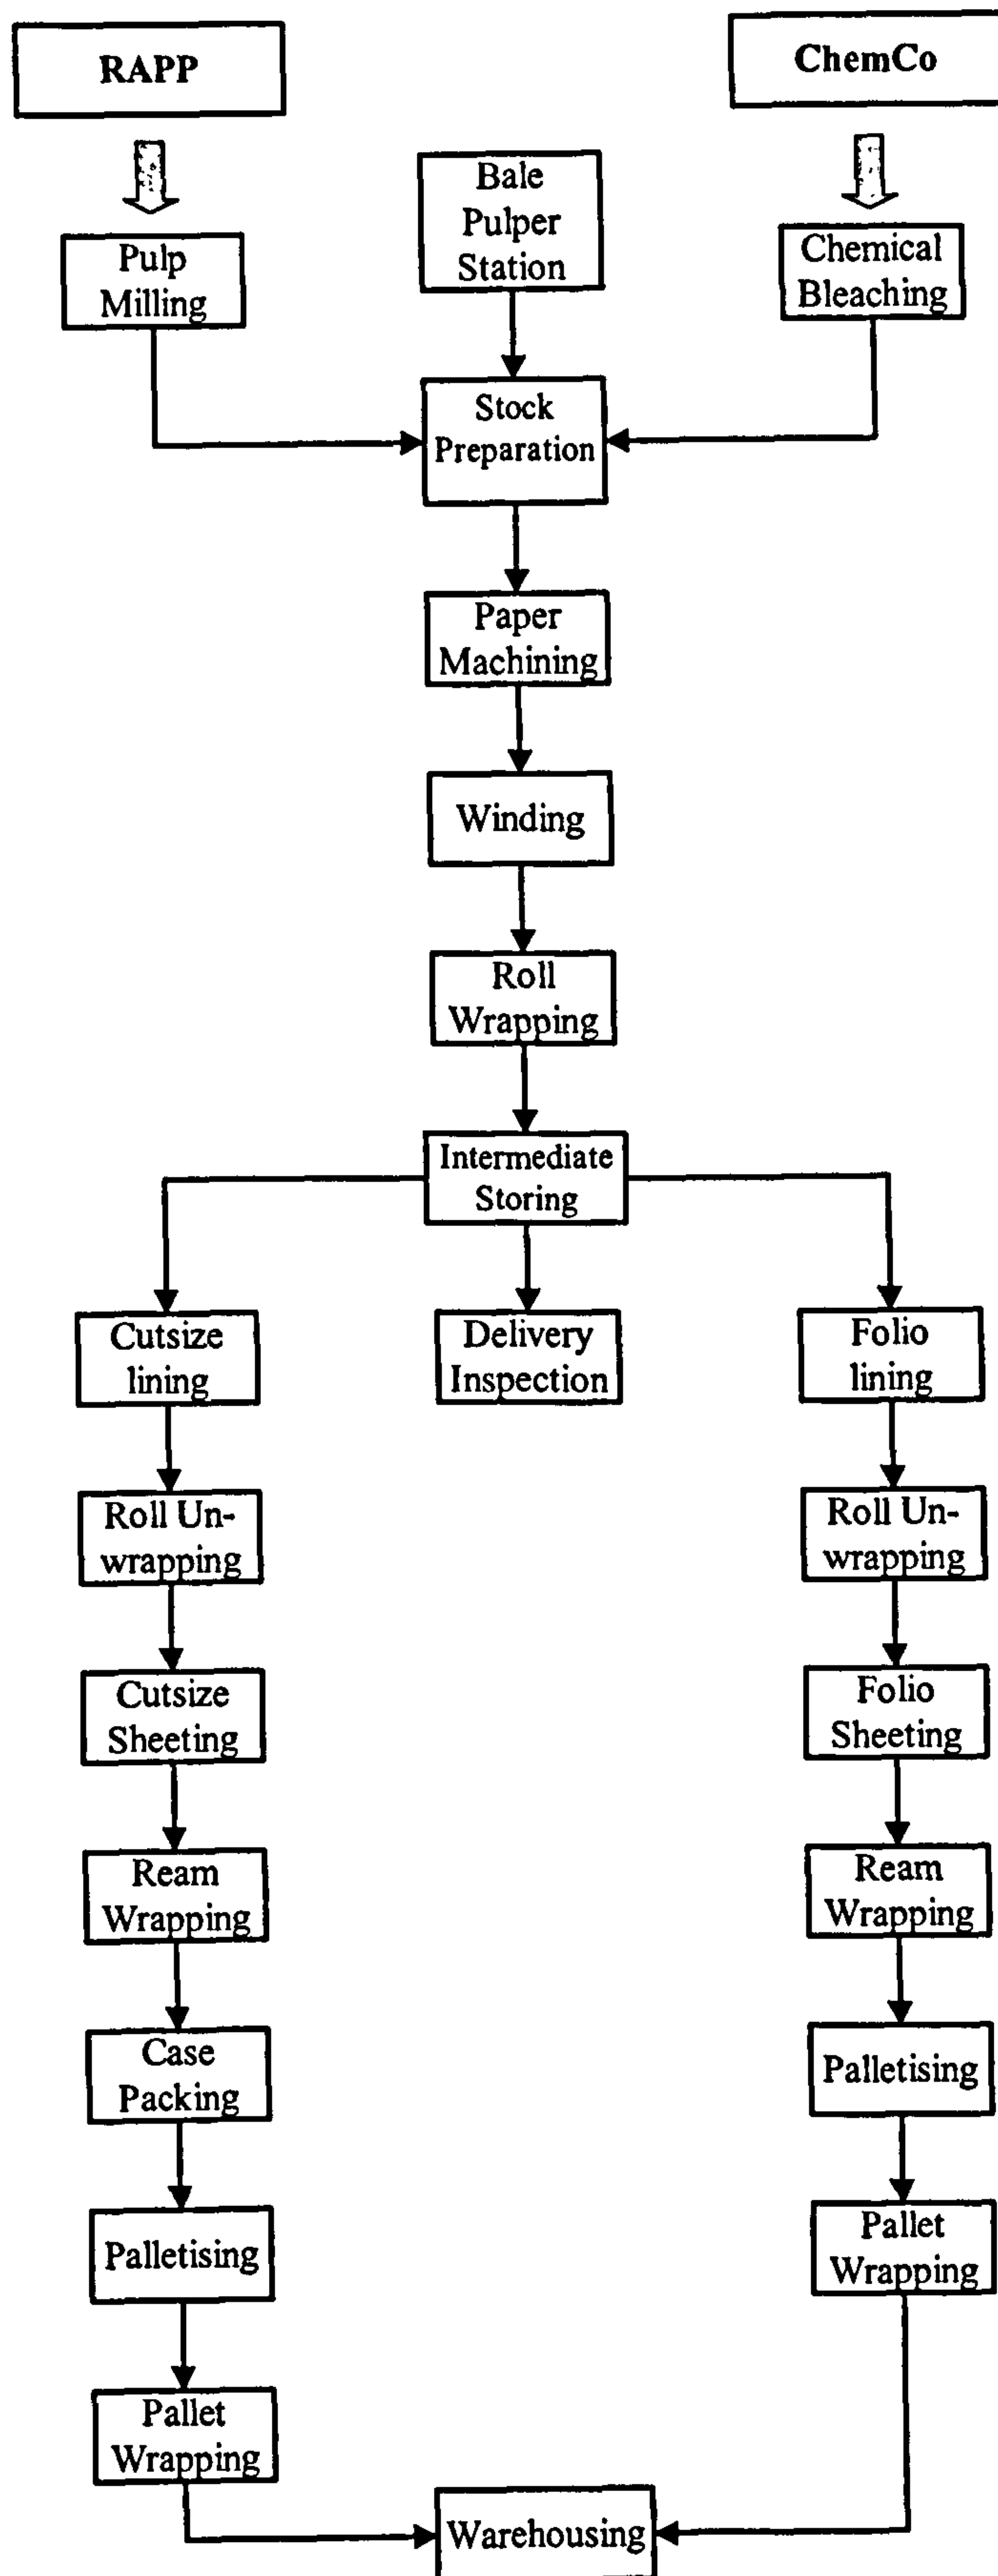 RAPP
ChemCo
Bale
Pulper
Station
Pulp
Milling
Chemical
Bleaching
Stock
Preparation
Paper
Machining
Winding
Roll
Wrapping
Intermediate
Storing
Cutsize
lining
Delivery
Inspection
Folio
lining
Roll Un-
wrapping
Roll Un-
wrapping
Cutsize
Sheeting
Folio
Sheeting
Ream
Wrapping
Ream
Wrapping
Case
Packing
Palletising
Palletising
Pallet
Wrapping
Pallet
Wrapping
Warehousing